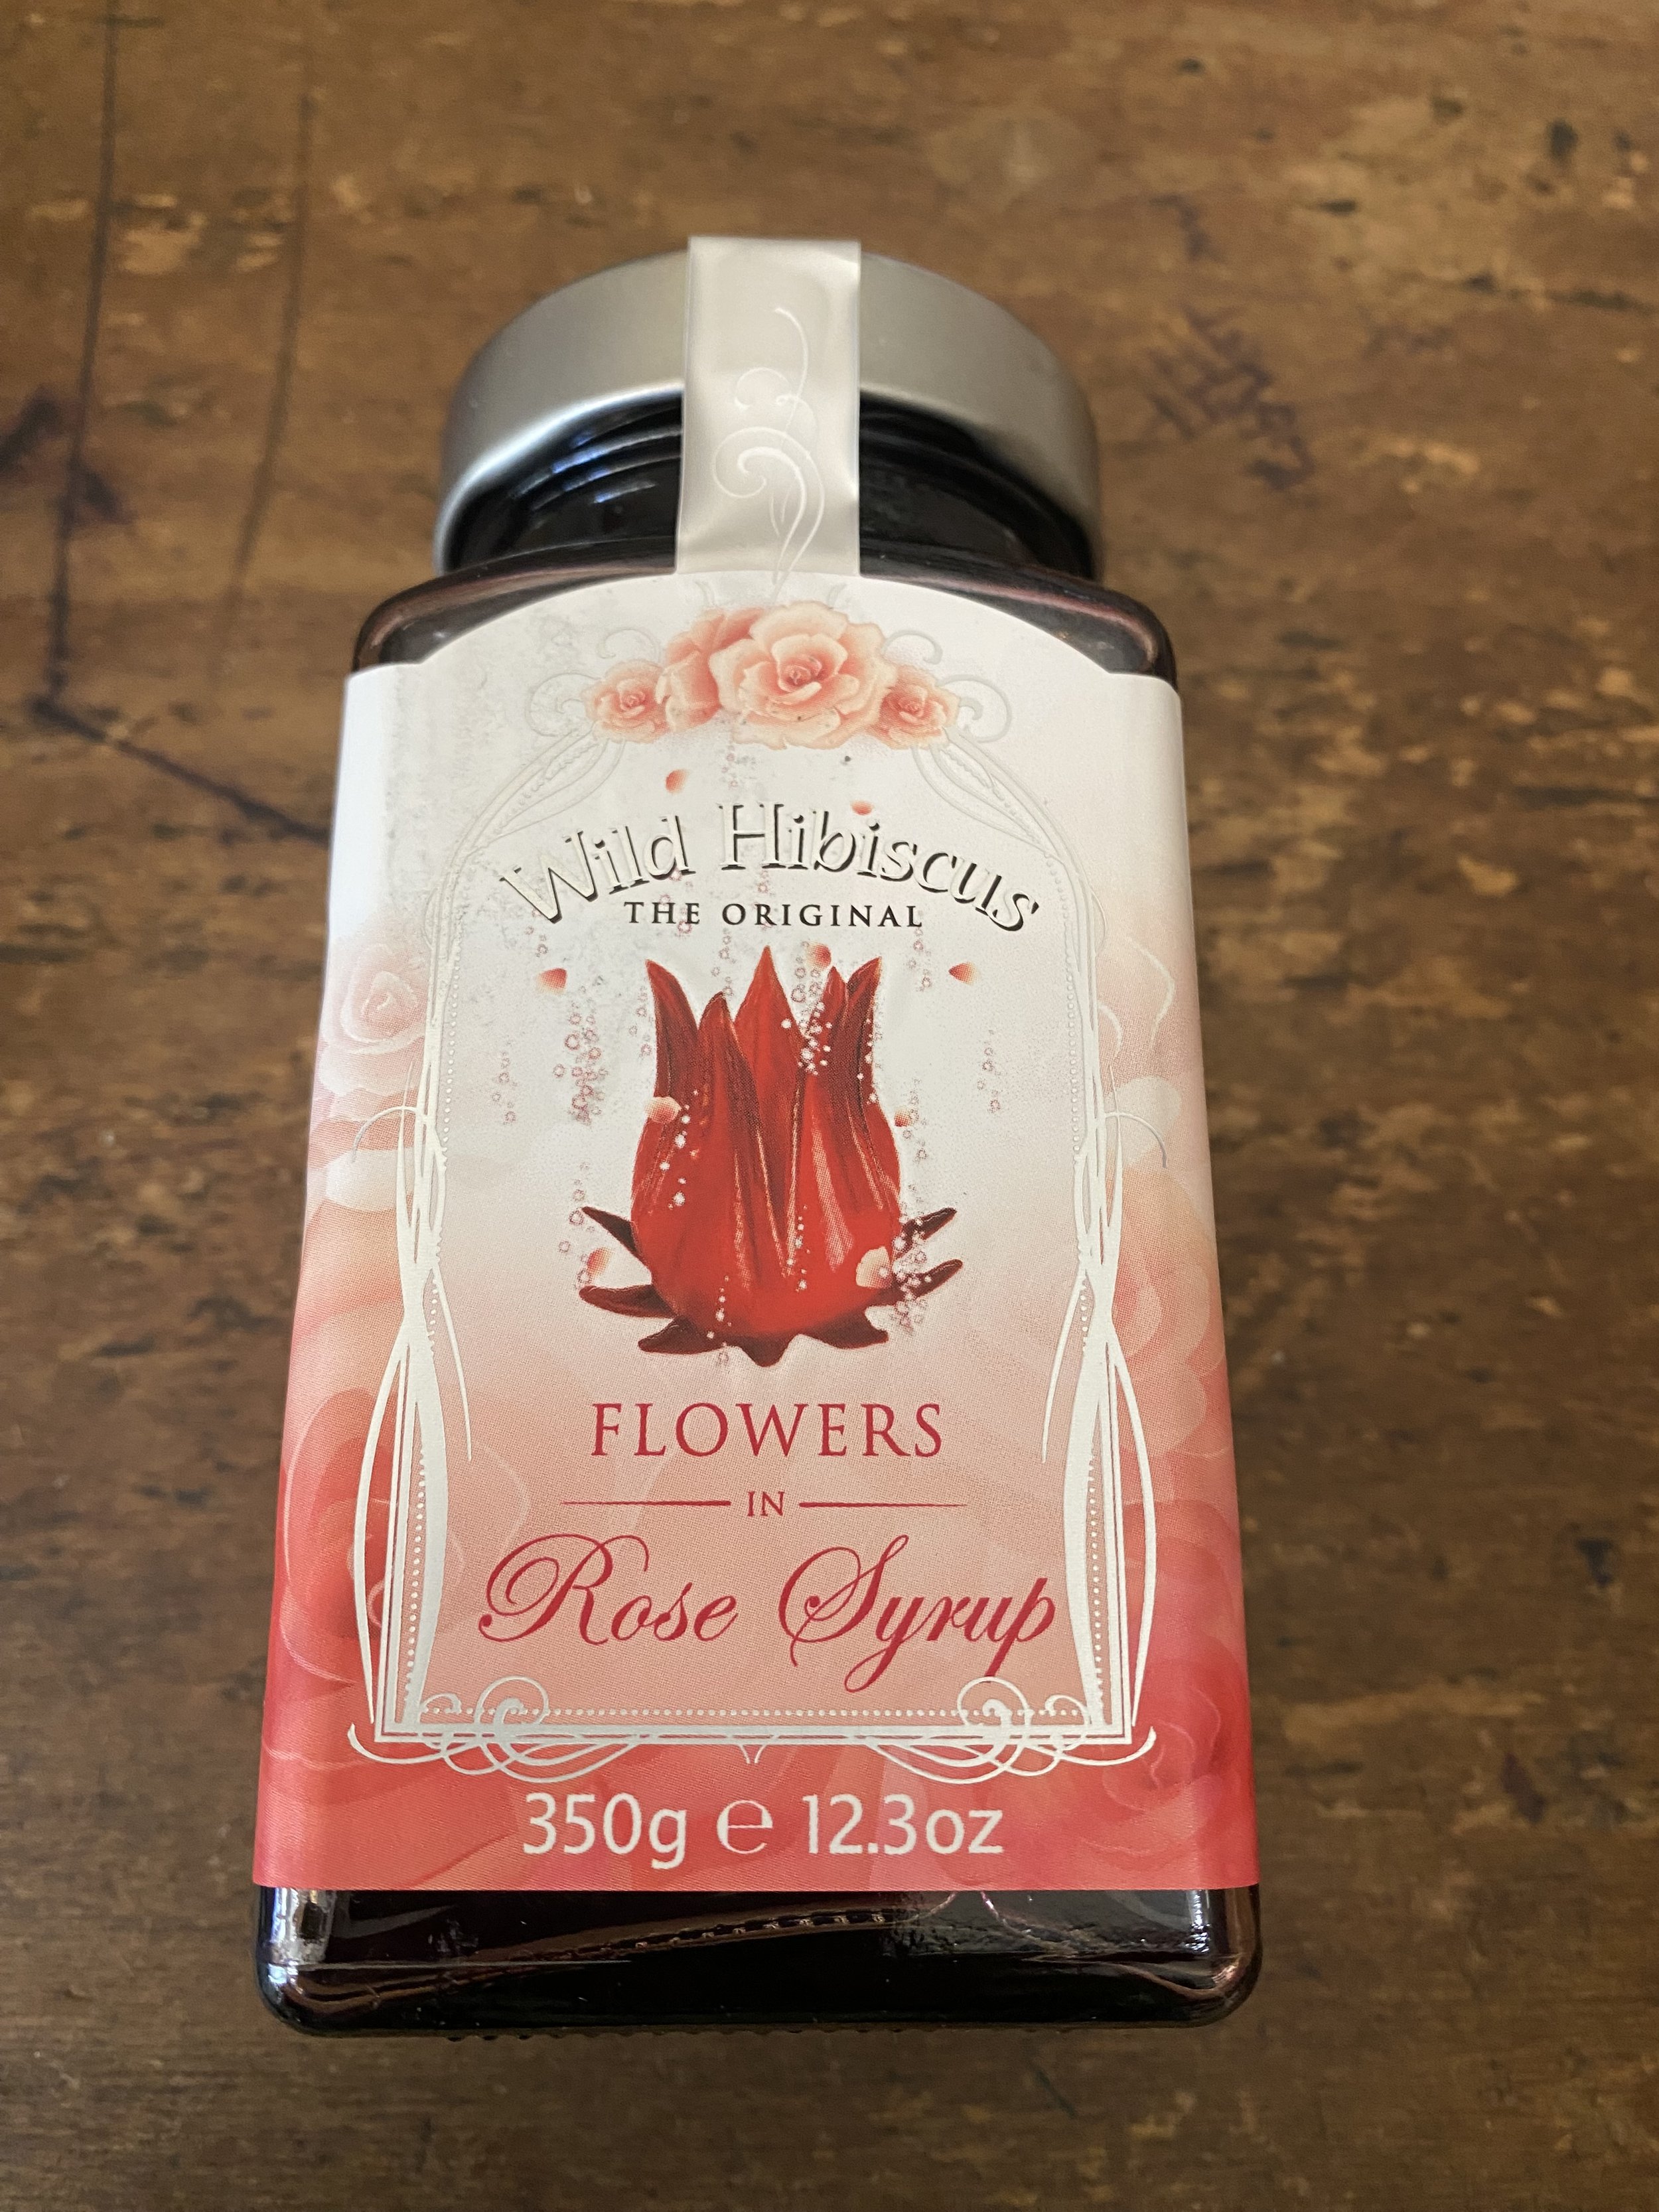 Wild Hibiscus
THE ORIGINAL
FLOWERS
IN
Rose Syrup
350g ℮ 12.3oz